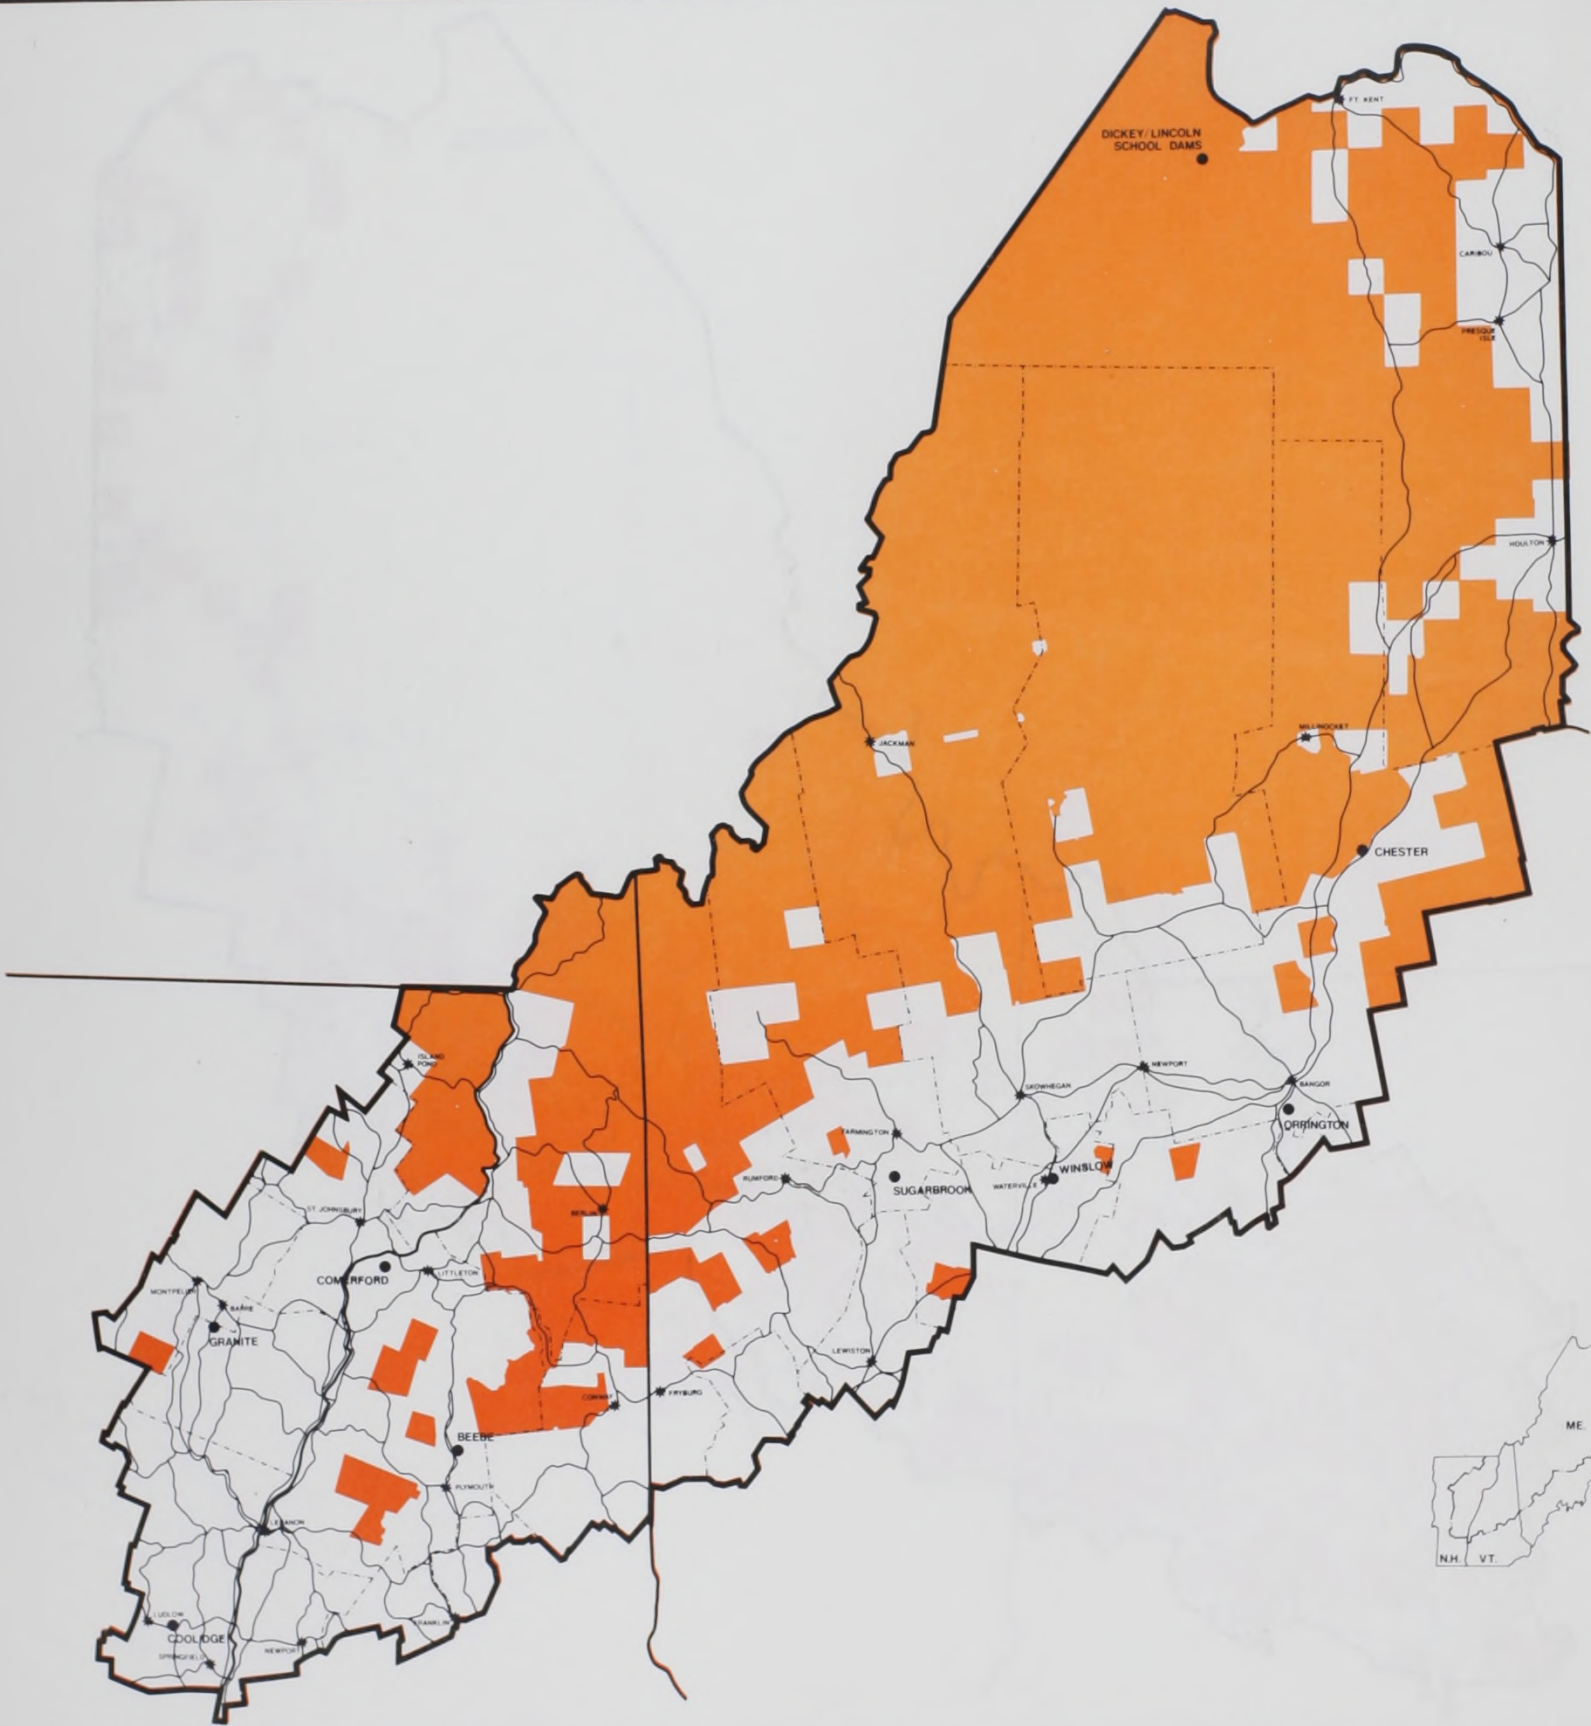 FT. KENT
DICKEY/LINCOLN
SCHOOL DAMS
CARIBOU
PRESQUE
ISLE
HOULTON
MILLINOCKET
JACKMAN
CHESTER
ISLAND
POND
NEWPORT
SKOWHEGAN
BANGOR
ORRINGTON
FARMINGTON
WINSLOW
RUMFORD
SUGARBROOK
WATERVILLE
ST. JOHNSBURY
BERLIN
COMERFORD
LITTLETON
MONTPELIER
BARRE
GRANITE
LEWISTON
CONWAY
FRYBURG
ME.
BEEBE
PLYMOUTH
LEBANON
N.H.
VT.
LUDLOW
FRANKLIN
COOLIDGE
NEWPORT
SPRINGFIELD